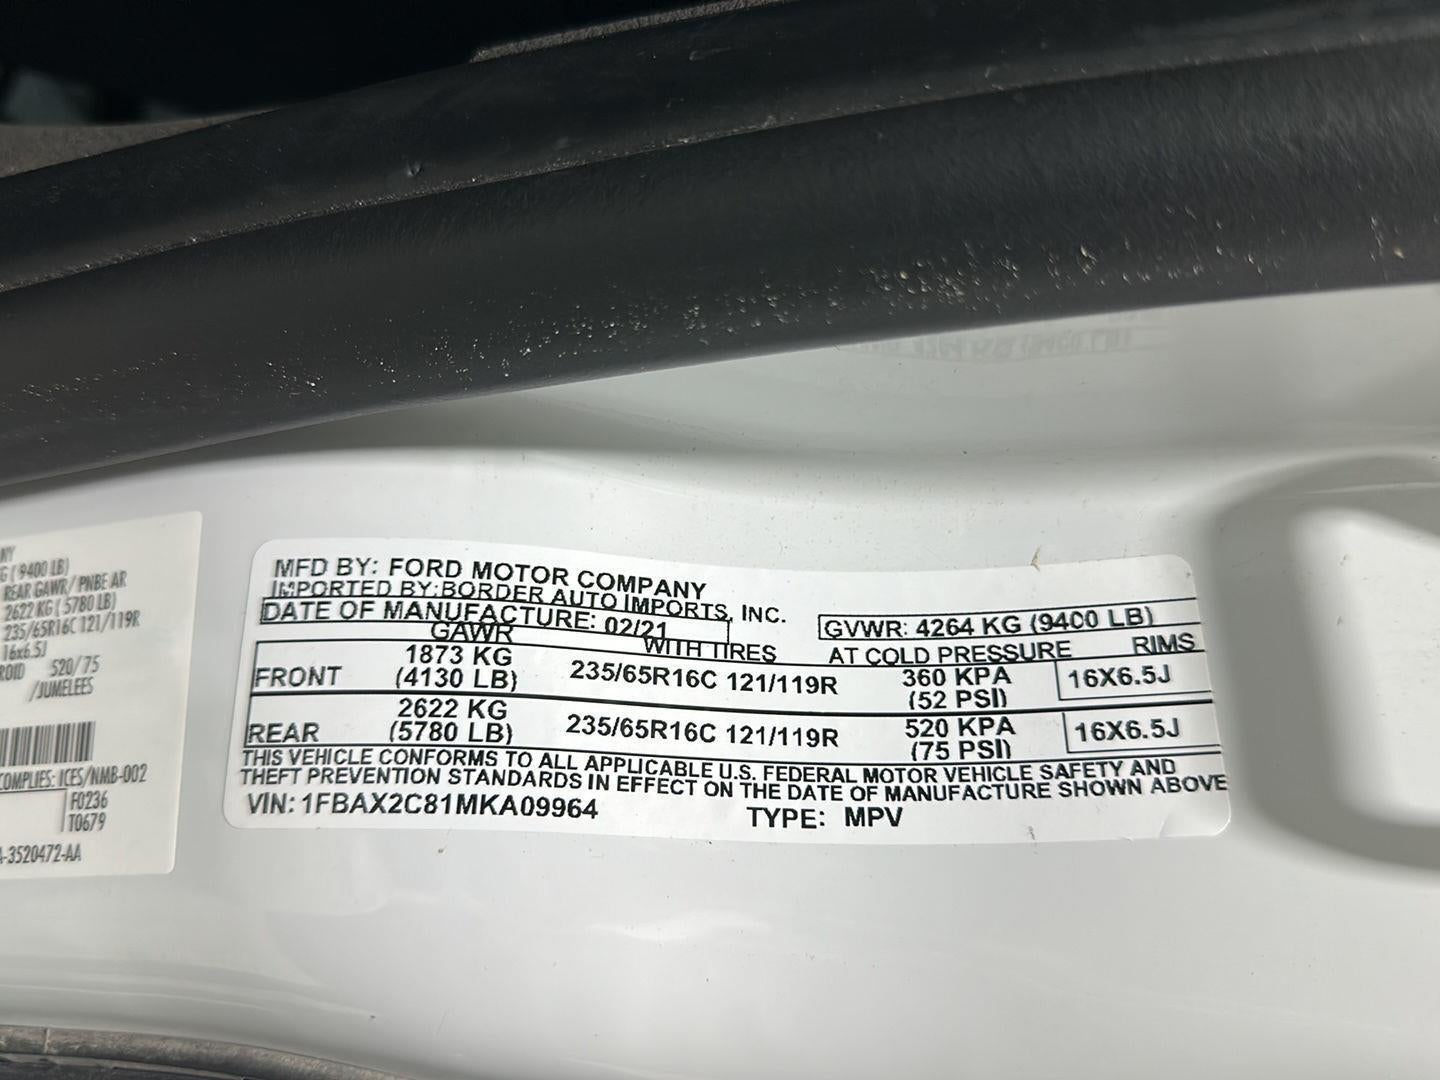 NY
G (9400 LB)
REAR GAWR/ PNBE AR
2622 KG ( 5780 LB)
235/65R16C 121/119R
16x6.5J
ROID 520/75
/JUMELEES
COMPLIES: ICES/NMB-002
F0236
T0679
-3520472-AA
MFD BY: FORD MOTOR COMPANY
IMPORTED BY:BORDER AUTO IMPORTS, INC.
DATE OF MANUFACTURE: 02/21
GVWR: 4264 KG (9400 LB)
GAWR WITH TIRES AT COLD PRESSURE RIMS
FRONT 1873 KG (4130 LB) 235/65R16C 121/119R 360 KPA (52 PSI) 16X6.5J
REAR 2622 KG (5780 LB) 235/65R16C 121/119R 520 KPA (75 PSI) 16X6.5J
THIS VEHICLE CONFORMS TO ALL APPLICABLE U.S. FEDERAL MOTOR VEHICLE SAFETY AND
THEFT PREVENTION STANDARDS IN EFFECT ON THE DATE OF MANUFACTURE SHOWN ABOVE
VIN: 1FBAX2C81MKA09964 TYPE: MPV